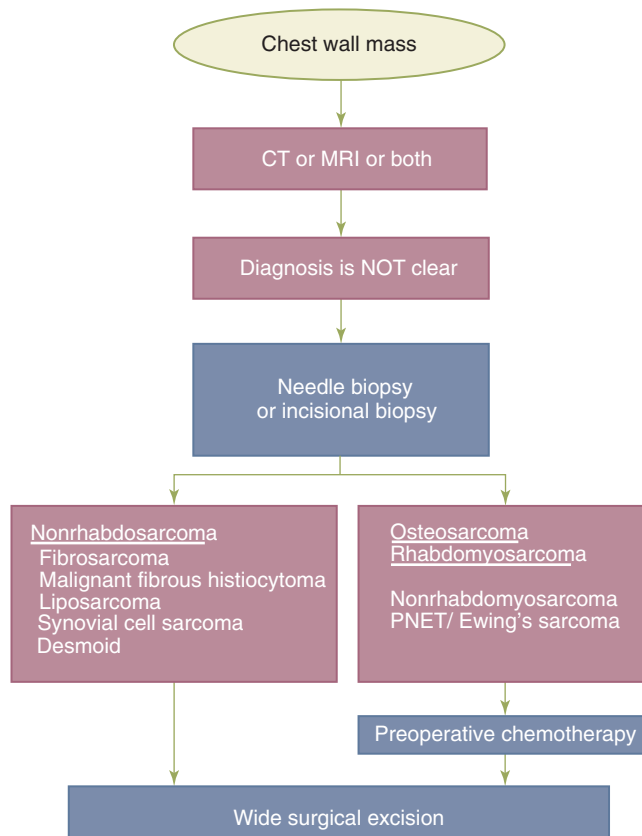 Chest wall mass
CT or MRI or both
Diagnosis is NOT clear
Needle biopsy
or incisional biopsy
Nonrhabdosarcoma
Fibrosarcoma
Malignant fibrous histiocytoma
Liposarcoma
Synovial cell sarcoma
Desmoid
Osteosarcoma
Rhabdomyosarcoma
Nonrhabdomyosarcoma
PNET/ Ewing's sarcoma
Preoperative chemotherapy
Wide surgical excision